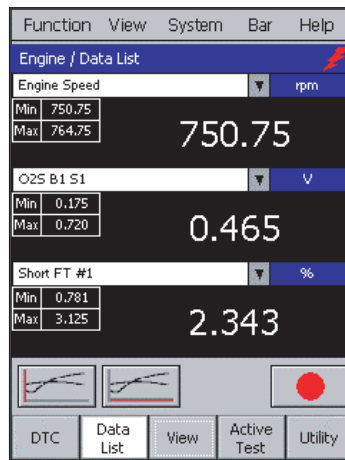 Function View System Bar Help
Engine / Data List
Engine Speed rpm
Min 750.75
Max 764.75
750.75
O2S B1 S1 V
Min 0.175
Max 0.720
0.465
Short FT #1 %
Min 0.781
Max 3.125
2.343
DTC Data List View Active Test Utility